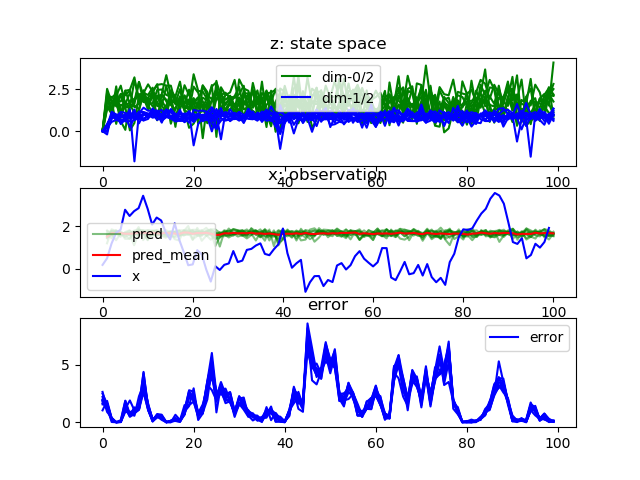 z: state space
2.5
0.0
dim-0/2
dim-1/2
0 20 40 60 80 100
x: observation
2
0
pred
pred_mean
x
0 20 40 60 80 100
error
5
0
error
0 20 40 60 80 100